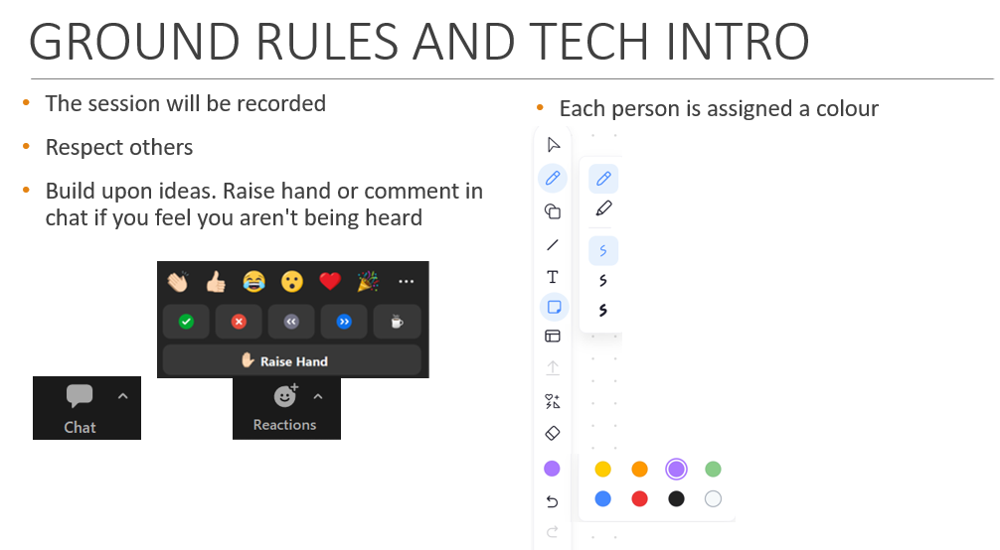 GROUND RULES AND TECH INTRO
The session will be recorded
Respect others
Build upon ideas. Raise hand or comment in
chat if you feel you aren't being heard
Raise Hand
Chat
Reactions
Each person is assigned a colour
T